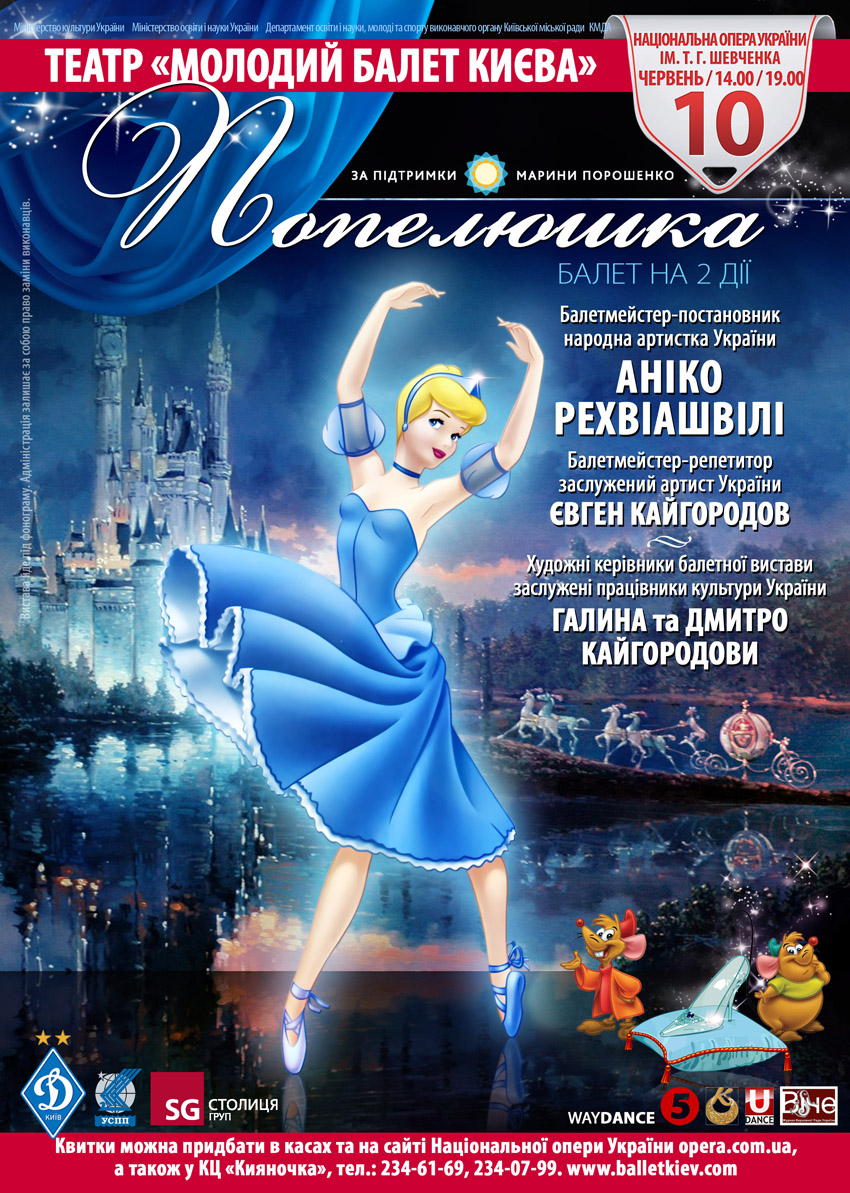 Міністерство культури України Міністерство освіти і науки України Департамент освіти і науки, молоді та спорту виконавчого органу Київської міської ради КМДА
ТЕАТР «МОЛОДИЙ БАЛЕТ КИЄВА»
НАЦІОНАЛЬНА ОПЕРА УКРАЇНИ
ІМ. Т. Г. ШЕВЧЕНКА
ЧЕРВЕНЬ / 14.00 / 19.00
10
ЗА ПІДТРИМКИ МАРИНИ ПОРОШЕНКО
Попелюшка
БАЛЕТ НА 2 ДІЇ
Балетмейстер-постановник
народна артистка України
АНІКО
РЕХВІАШВІЛІ
Балетмейстер-репетитор
заслужений артист України
ЄВГЕН КАЙГОРОДОВ
Художні керівники балетної вистави
заслужені працівники культури України
ГАЛИНА та ДМИТРО
КАЙГОРОДОВИ
Вистава іде під фонограму. Адміністрація залишає за собою право заміни виконавців.
Д
КИЇВ
УСПП
SG СТОЛИЦЯ
ГРУП
WAYDANCE
5
U
DANCE
Віче
Квитки можна придбати в касах та на сайті Національної опери України opera.com.ua,
а також у КЦ «Кияночка», тел.: 234-61-69, 234-07-99. www.balletkiev.com